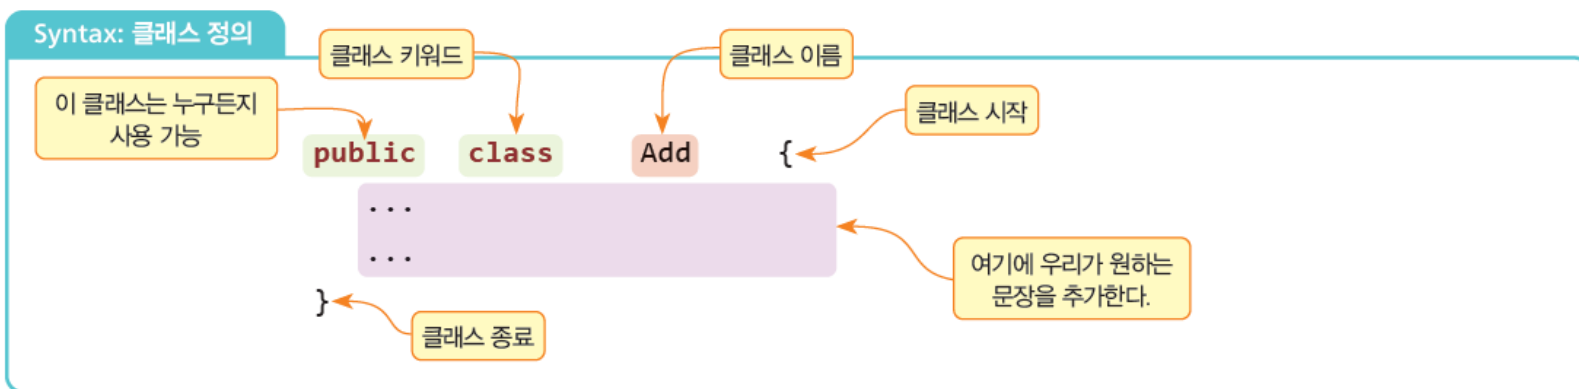 Syntax: 클래스 정의
클래스 키워드
클래스 이름
이 클래스는 누구든지
사용 가능
클래스 시작
public class Add {
...
...
여기에 우리가 원하는
문장을 추가한다.
}
클래스 종료